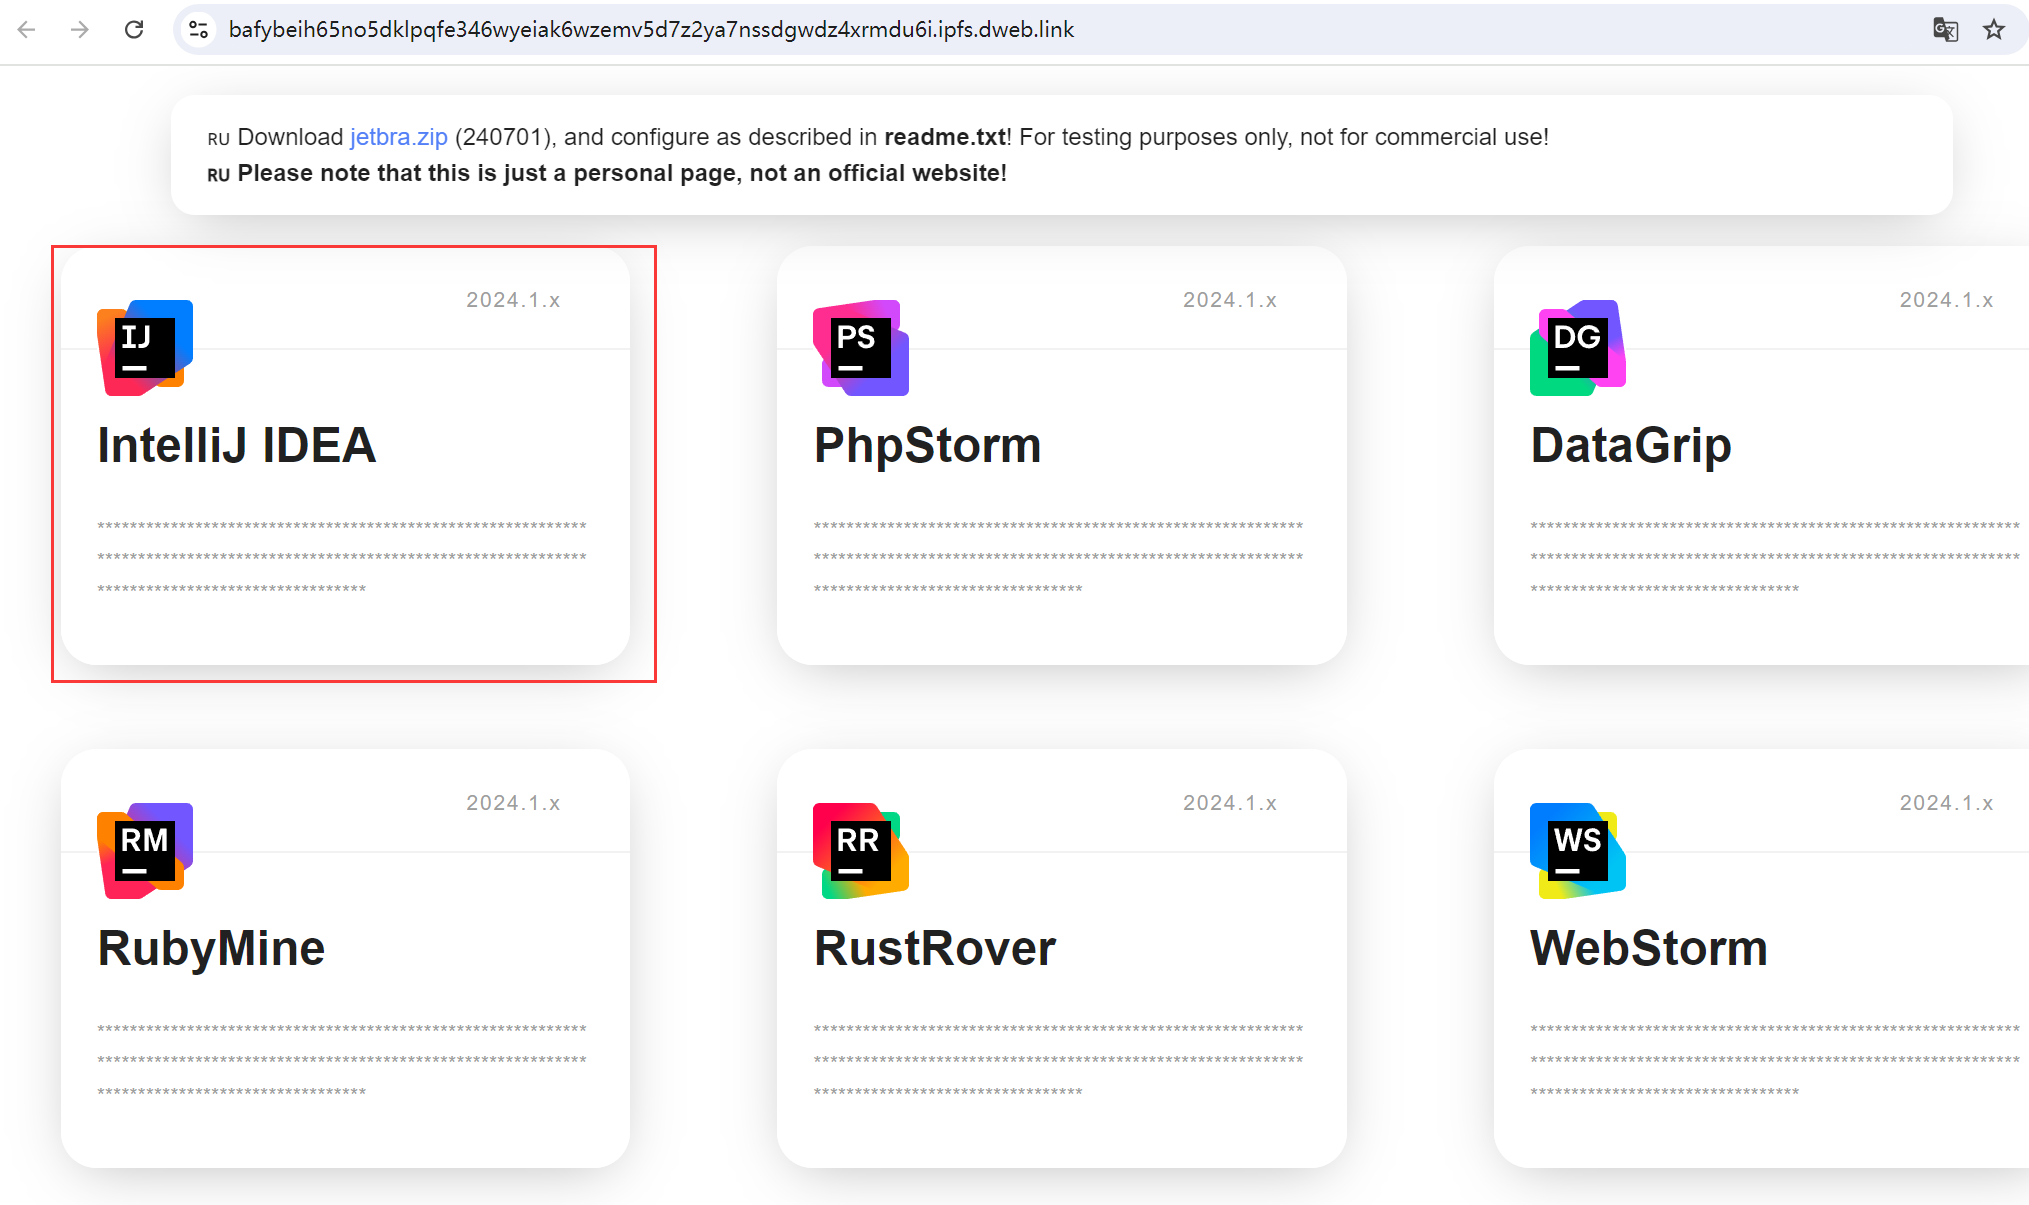 bafybeih65no5dklpqfe346wyeiak6wzemv5d7z2ya7nssdgwdz4xrmdu6i.ipfs.dweb.link
RU Download jetbra.zip (240701), and configure as described in readme.txt! For testing purposes only, not for commercial use!
RU Please note that this is just a personal page, not an official website!
2024.1.x
IJ
IntelliJ IDEA
************************************************************
************************************************************
*********************************
2024.1.x
PS
PhpStorm
************************************************************
************************************************************
*********************************
2024.1.x
DG
DataGrip
************************************************************
************************************************************
*********************************
2024.1.x
RM
RubyMine
************************************************************
************************************************************
*********************************
2024.1.x
RR
RustRover
************************************************************
************************************************************
*********************************
2024.1.x
WS
WebStorm
************************************************************
************************************************************
*********************************